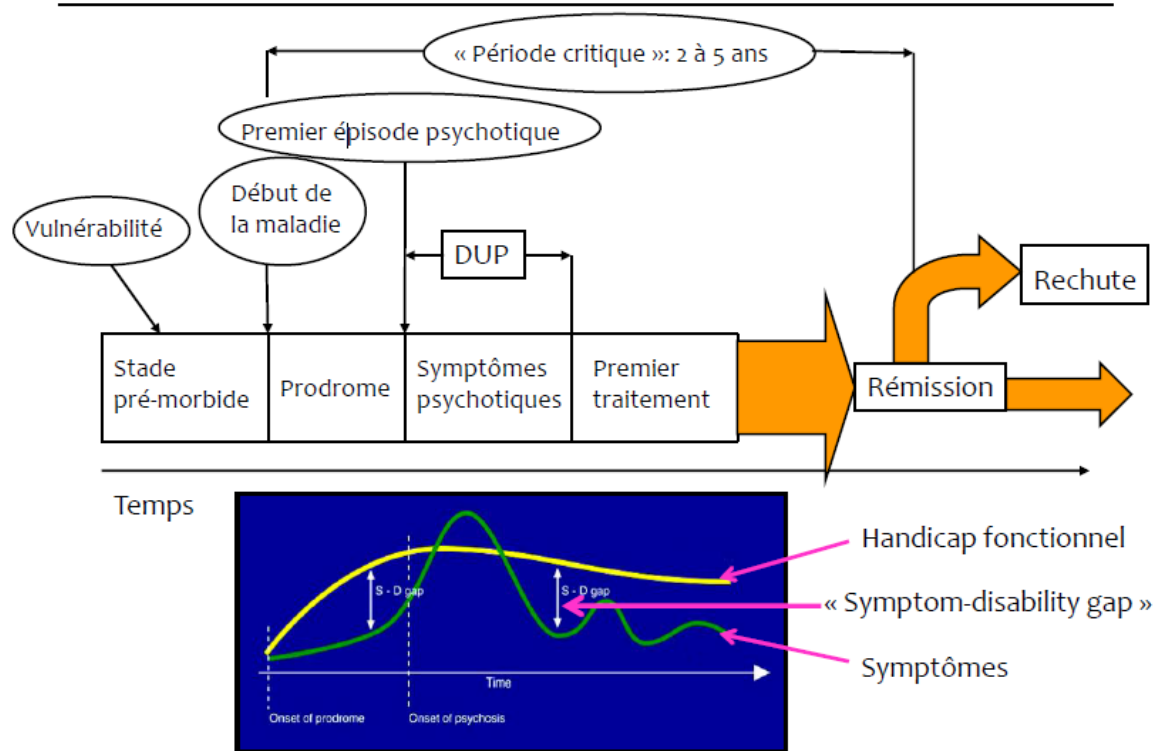 « Période critique »: 2 à 5 ans
Premier épisode psychotique
Début de
la maladie
Vulnérabilité
DUP
Rechute
Stade
pré-morbide
Prodrome
Symptômes
psychotiques
Premier
traitement
Rémission
Temps
Handicap fonctionnel
S - D gap
S - D gap
« Symptom-disability gap »
Symptômes
Time
Onset of prodrome
Onset of psychosis